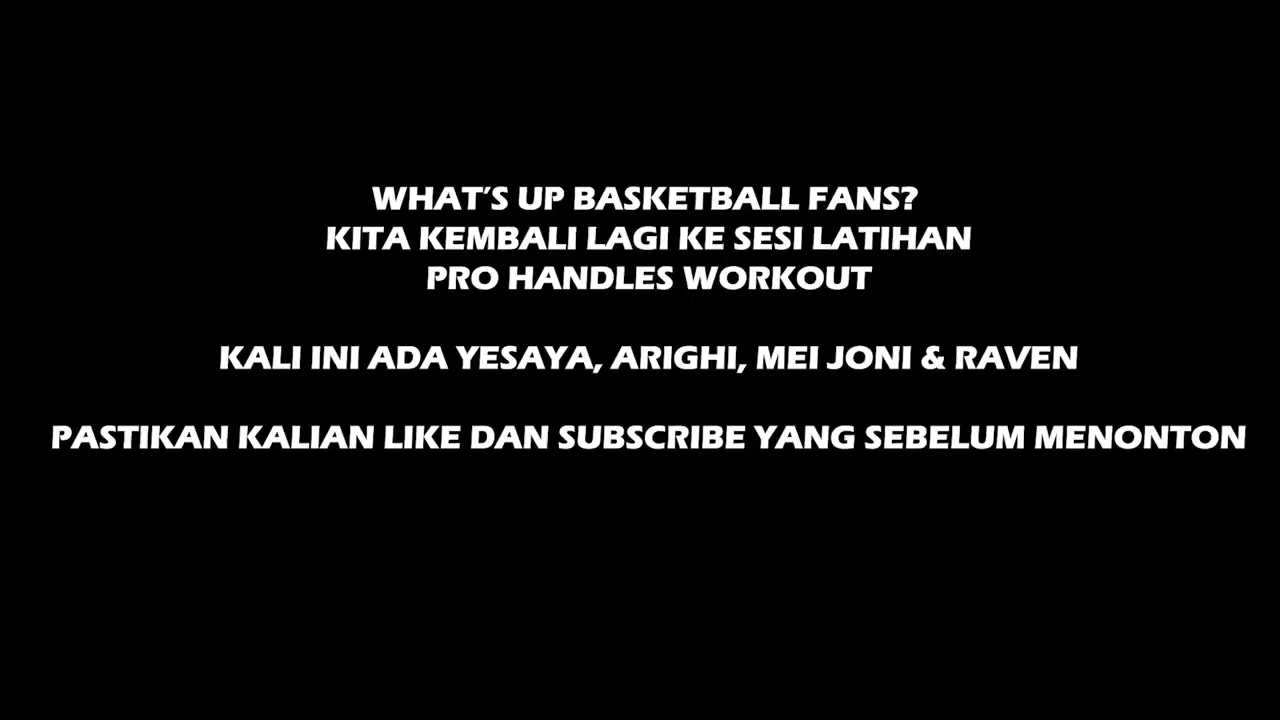 WHAT'S UP BASKETBALL FANS?
KITA KEMBALI LAGI KE SESI LATIHAN
PRO HANDLES WORKOUT
KALI INI ADA YESAYA, ARIGHI, MEI JONI & RAVEN
PASTIKAN KALIAN LIKE DAN SUBSCRIBE YANG SEBELUM MENONTON